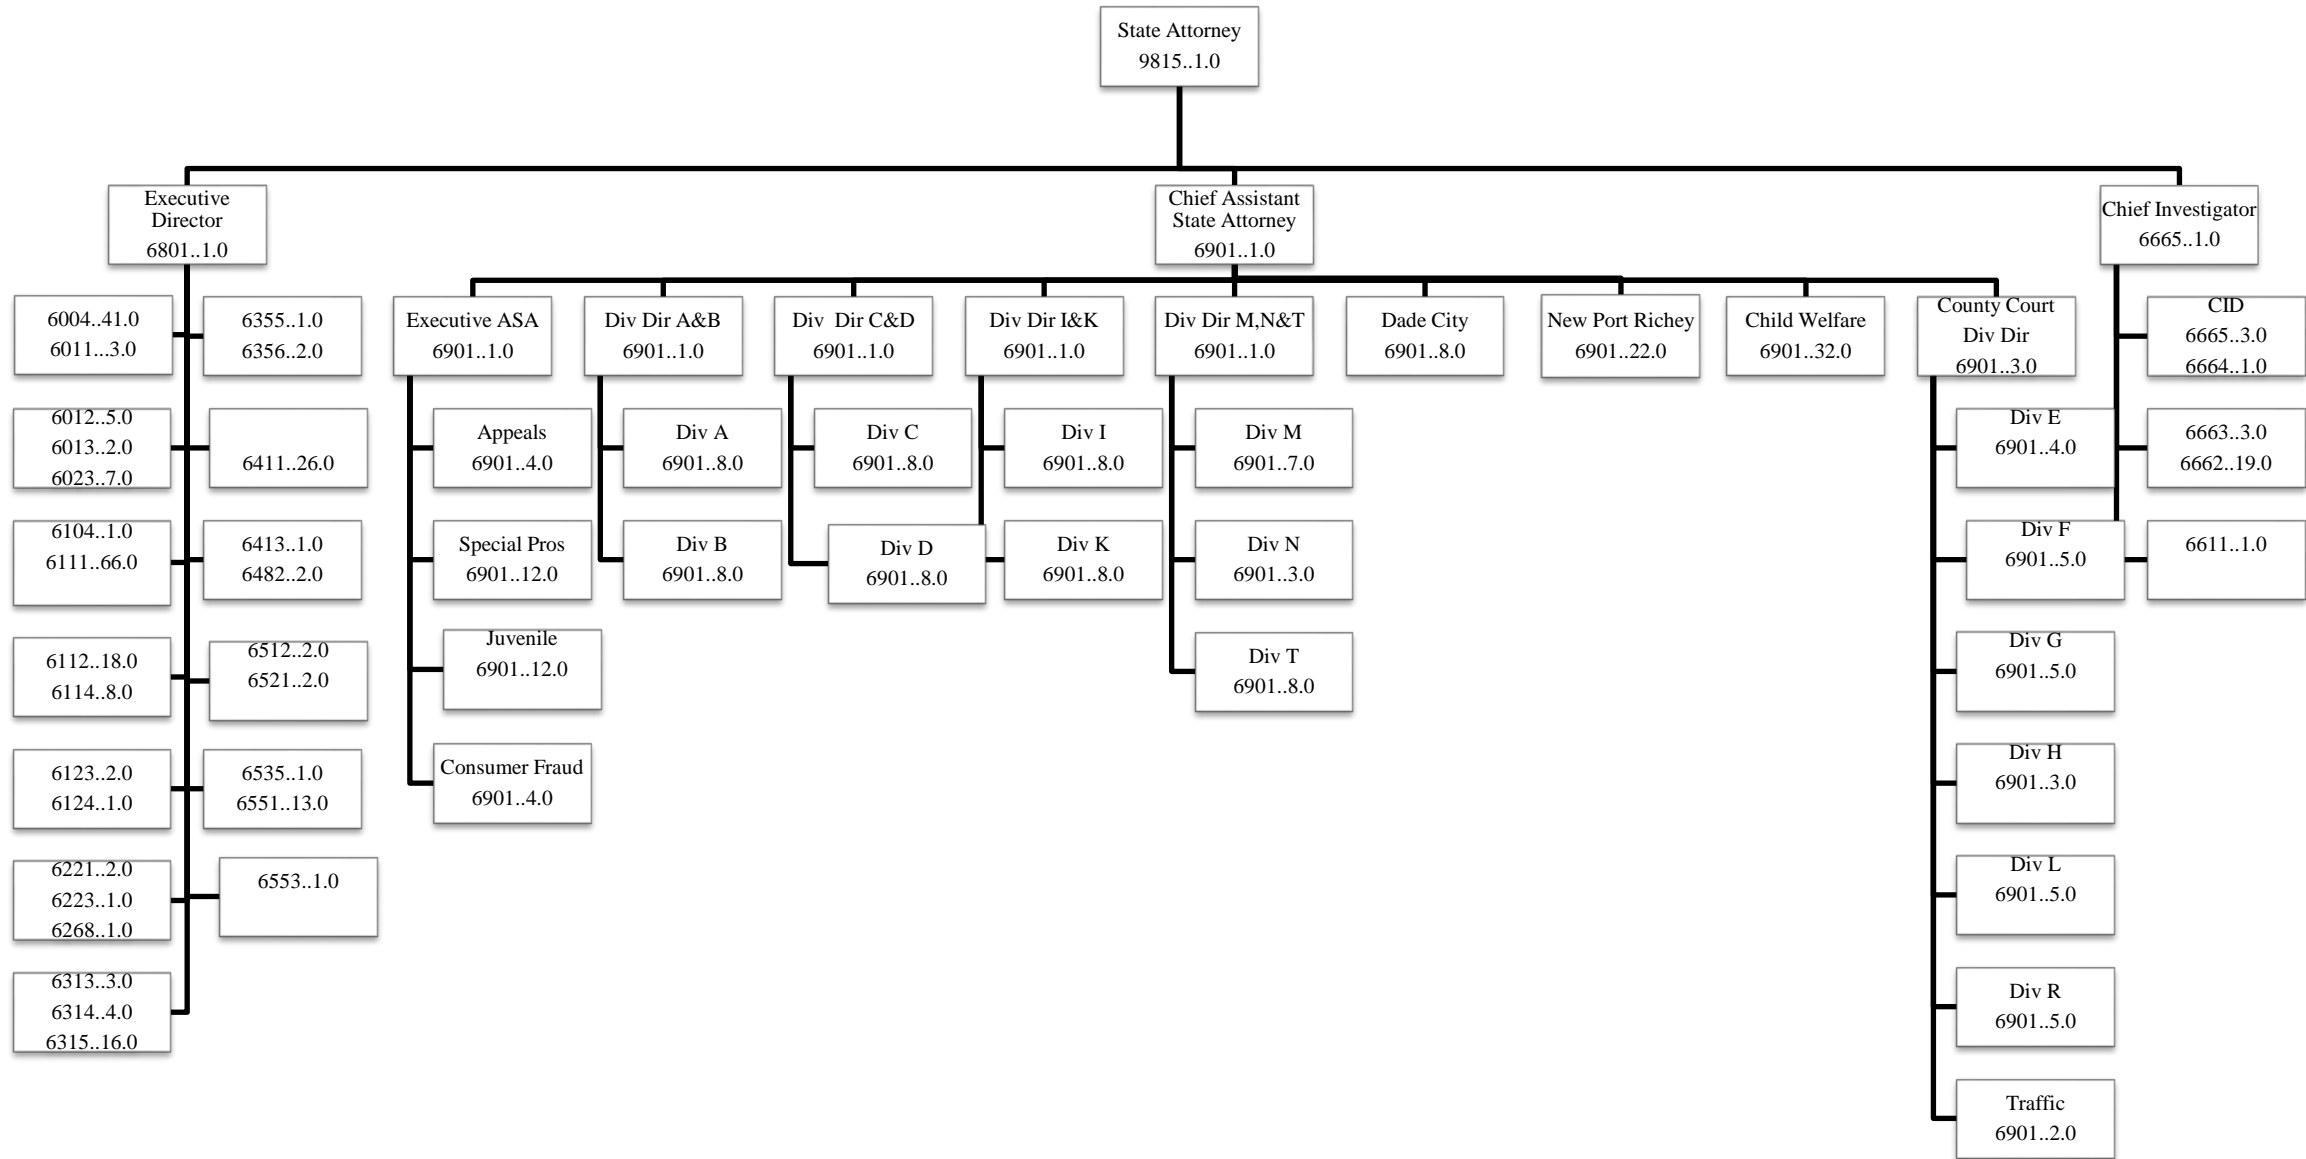 State Attorney
9815..1.0
Executive
Director
6801..1.0
Chief Assistant
State Attorney
6901..1.0
Chief Investigator
6665..1.0
6004..41.0
6011...3.0
6355..1.0
6356..2.0
6012..5.0
6013..2.0
6023..7.0
6411..26.0
6104..1.0
6111..66.0
6413..1.0
6482..2.0
6112..18.0
6114..8.0
6512..2.0
6521..2.0
6123..2.0
6124..1.0
6535..1.0
6551..13.0
6221..2.0
6223..1.0
6268..1.0
6553..1.0
6313..3.0
6314..4.0
6315..16.0
Executive ASA
6901..1.0
Appeals
6901..4.0
Special Pros
6901..12.0
Juvenile
6901..12.0
Consumer Fraud
6901..4.0
Div Dir A&B
6901..1.0
Div A
6901..8.0
Div B
6901..8.0
Div  Dir C&D
6901..1.0
Div C
6901..8.0
Div D
6901..8.0
Div Dir I&K
6901..1.0
Div I
6901..8.0
Div K
6901..8.0
Div Dir M,N&T
6901..1.0
Div M
6901..7.0
Div N
6901..3.0
Div T
6901..8.0
Dade City
6901..8.0
New Port Richey
6901..22.0
Child Welfare
6901..32.0
County Court
Div Dir
6901..3.0
Div E
6901..4.0
Div F
6901..5.0
Div G
6901..5.0
Div H
6901..3.0
Div L
6901..5.0
Div R
6901..5.0
Traffic
6901..2.0
CID
6665..3.0
6664..1.0
6663..3.0
6662..19.0
6611..1.0